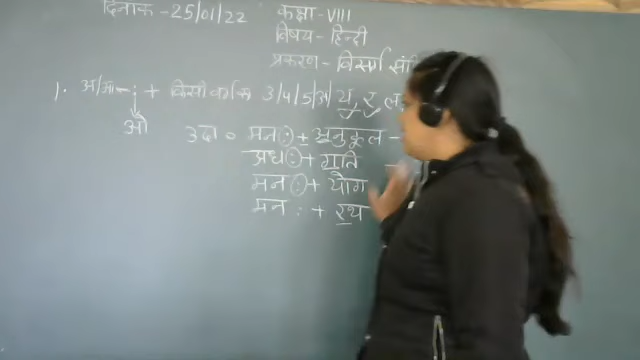 दिनांक - 25/01/22
कक्षा - VIII
विषय - हिन्दी
प्रकरण - विसर्ग
1. अ/आ - : + किसी वर्ग के 3/4/5/अ/ य, र, ल,
ओ
उदा० मन : + अनुकूल -
अध : + गति
मन : + योग
मन : + रथ